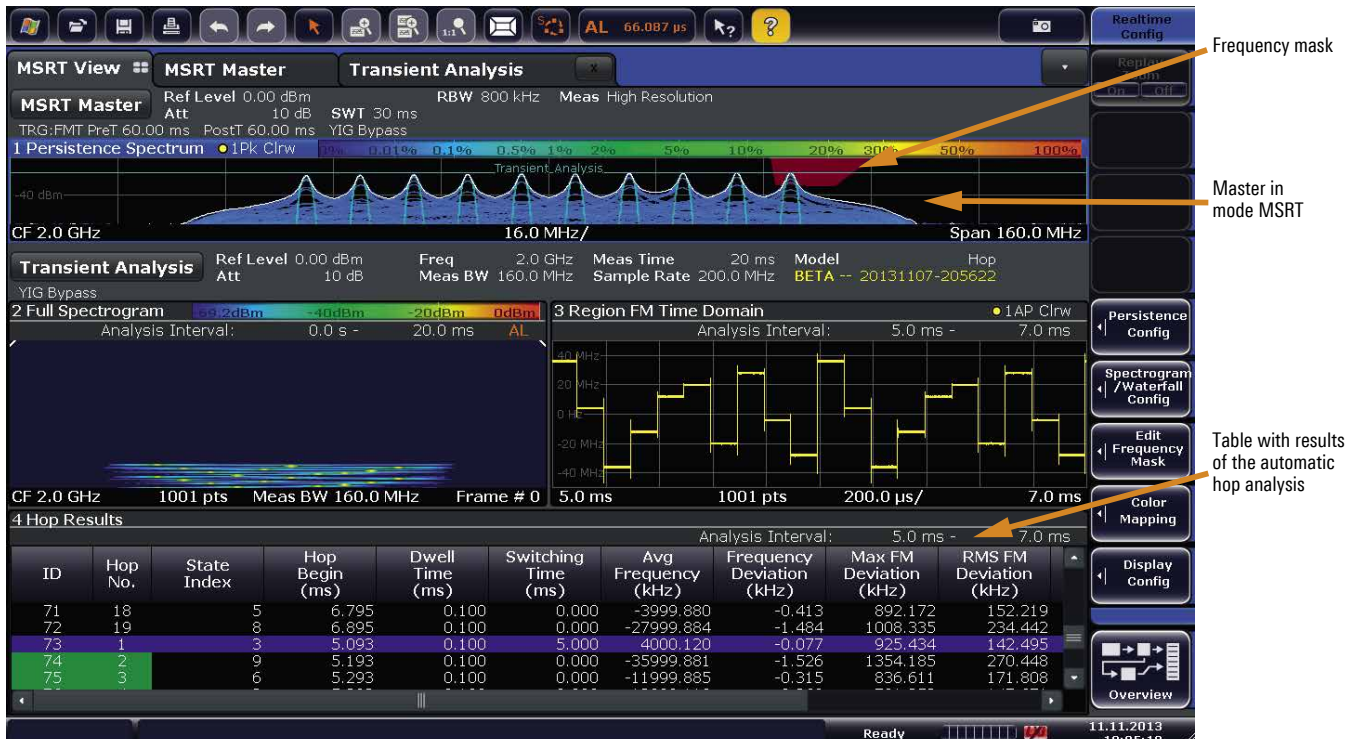 AL 66.087 µs
Realtime Config
MSRT View
MSRT Master
Transient Analysis
x
On Off
MSRT Master
Ref Level 0.00 dBm
RBW 800 kHz
Meas High Resolution
Att 10 dB
SWT 30 ms
TRG:FMT PreT 60.00 ms PostT 60.00 ms YIG Bypass
1 Persistence Spectrum
1Pk Clrw
0.01% 0.1% 0.5% 1% 2% 5% 10% 20% 30% 50% 100%
Transient_Analysis
-40 dBm
CF 2.0 GHz
16.0 MHz/
Span 160.0 MHz
Transient Analysis
Ref Level 0.00 dBm
Freq 2.0 GHz
Meas Time 20 ms
Model Hop
Att 10 dB
Meas BW 160.0 MHz
Sample Rate 200.0 MHz
BETA -- 20131107-205622
YIG Bypass
2 Full Spectrogram
-69.2dBm -40dBm -20dBm 0dBm
Analysis Interval: 0.0 s - 20.0 ms AL
CF 2.0 GHz
1001 pts
Meas BW 160.0 MHz
Frame # 0
3 Region FM Time Domain
1AP Clrw
Analysis Interval: 5.0 ms - 7.0 ms
40 MHz
20 MHz
0 Hz
-20 MHz
-40 MHz
5.0 ms
1001 pts
200.0 µs/
7.0 ms
4 Hop Results
Analysis Interval: 5.0 ms - 7.0 ms
ID
Hop No.
State Index
Hop Begin (ms)
Dwell Time (ms)
Switching Time (ms)
Avg Frequency (kHz)
Frequency Deviation (kHz)
Max FM Deviation (kHz)
RMS FM Deviation (kHz)
71 18 5 6.795 0.100 0.000 -3999.880 -0.413 892.172 152.219
72 19 8 6.895 0.100 0.000 -27999.884 -1.484 1008.335 234.442
73 1 3 5.093 0.100 5.000 4000.120 -0.077 925.434 142.495
74 2 9 5.193 0.100 0.000 -35999.881 -1.526 1354.185 270.448
75 3 6 5.293 0.100 0.000 -11999.885 -0.315 836.611 171.808
Persistence Config
Spectrogram /Waterfall Config
Edit Frequency Mask
Color Mapping
Display Config
Overview
Ready
11.11.2013
Frequency mask
Master in
mode MSRT
Table with results
of the automatic
hop analysis